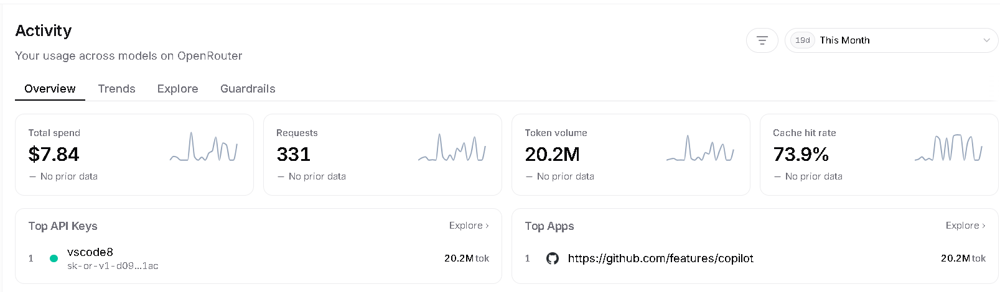 Activity
Your usage across models on OpenRouter
19d This Month
Overview Trends Explore Guardrails
Total spend
$7.84
— No prior data
Requests
331
— No prior data
Token volume
20.2M
— No prior data
Cache hit rate
73.9%
— No prior data
Top API Keys Explore ›
1 vscode8 20.2M tok
sk-or-v1-d09...1ac
Top Apps Explore ›
1 https://github.com/features/copilot 20.2M tok